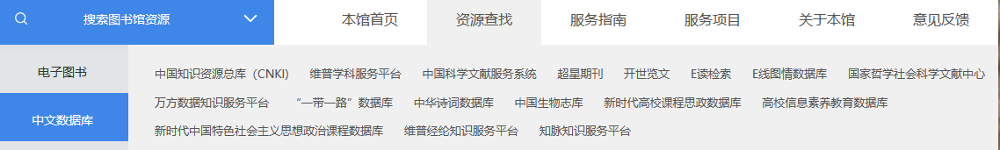 搜索图书馆资源 本馆首页 资源查找 服务指南 服务项目 关于本馆 意见反馈
电子图书
中国知识资源总库（CNKI） 维普学科服务平台 中国科学文献服务系统 超星期刊 开世览文 E读检索 E线图情数据库 国家哲学社会科学文献中心
万方数据知识服务平台 “一带一路”数据库 中华诗词数据库 中国生物志库 新时代高校课程思政数据库 高校信息素养教育数据库
中文数据库
新时代中国特色社会主义思想政治课程数据库 维普经纶知识服务平台 知脉知识服务平台